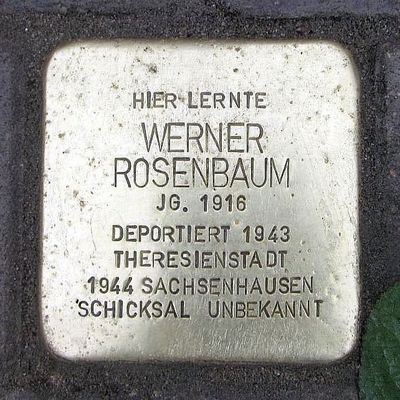 HIER LERNTE
WERNER
ROSENBAUM
JG. 1916
DEPORTIERT 1943
THERESIENSTADT
1944 SACHSENHAUSEN
SCHICKSAL UNBEKANNT